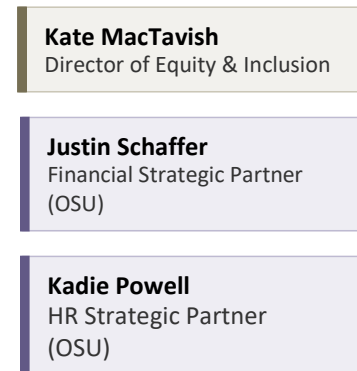 Kate MacTavish
Director of Equity & Inclusion
Justin Schaffer
Financial Strategic Partner
(OSU)
Kadie Powell
HR Strategic Partner
(OSU)